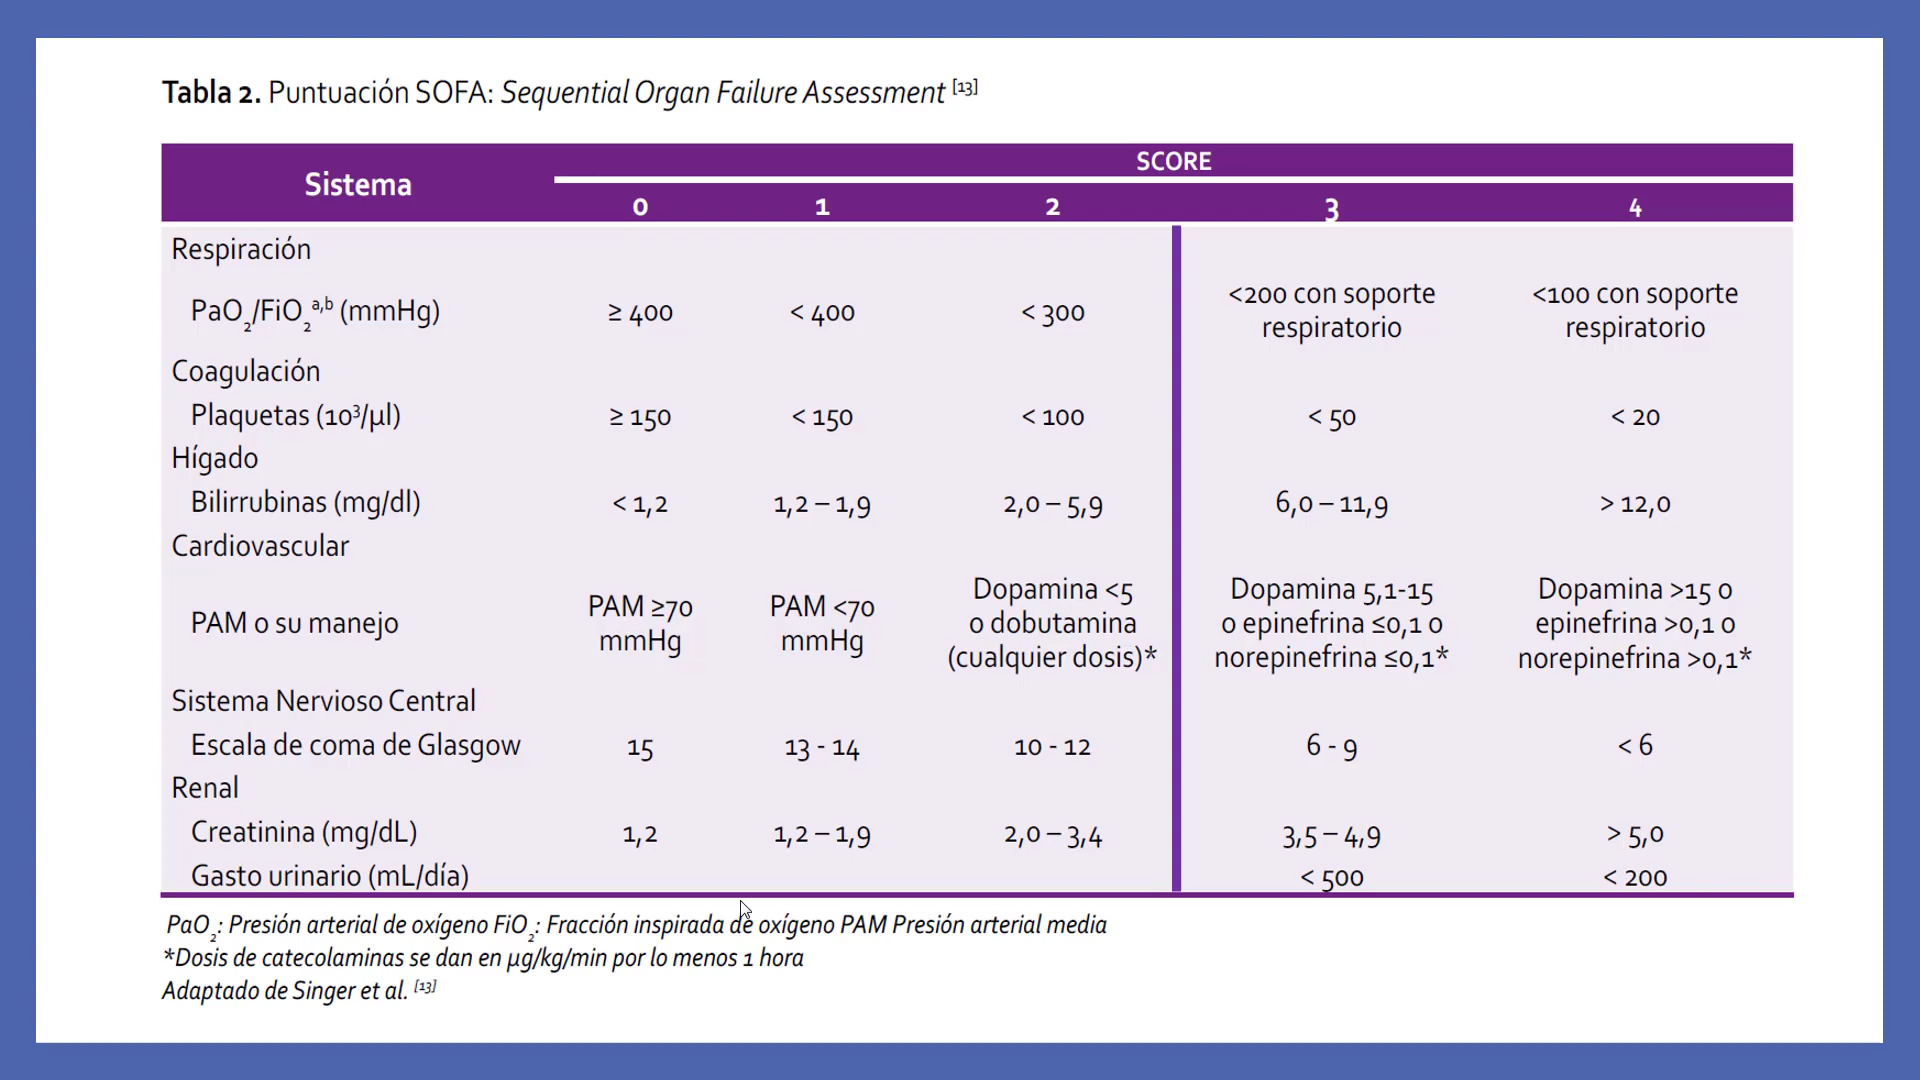 Tabla 2. Puntuación SOFA: Sequential Organ Failure Assessment [13]
Sistema SCORE
0 1 2 3 4
Respiración
PaO2/FiO2 a,b (mmHg) ≥ 400 < 400 < 300 <200 con soporte respiratorio <100 con soporte respiratorio
Coagulación
Plaquetas (10³/µl) ≥ 150 < 150 < 100 < 50 < 20
Hígado
Bilirrubinas (mg/dl) < 1,2 1,2 – 1,9 2,0 – 5,9 6,0 – 11,9 > 12,0
Cardiovascular
PAM o su manejo PAM ≥70 mmHg PAM <70 mmHg Dopamina <5 o dobutamina (cualquier dosis)* Dopamina 5,1-15 o epinefrina ≤0,1 o norepinefrina ≤0,1* Dopamina >15 o epinefrina >0,1 o norepinefrina >0,1*
Sistema Nervioso Central
Escala de coma de Glasgow 15 13 - 14 10 - 12 6 - 9 < 6
Renal
Creatinina (mg/dL) 1,2 1,2 – 1,9 2,0 – 3,4 3,5 – 4,9 > 5,0
Gasto urinario (mL/día) < 500 < 200
PaO2: Presión arterial de oxígeno FiO2: Fracción inspirada de oxígeno PAM Presión arterial media
*Dosis de catecolaminas se dan en µg/kg/min por lo menos 1 hora
Adaptado de Singer et al. [13]